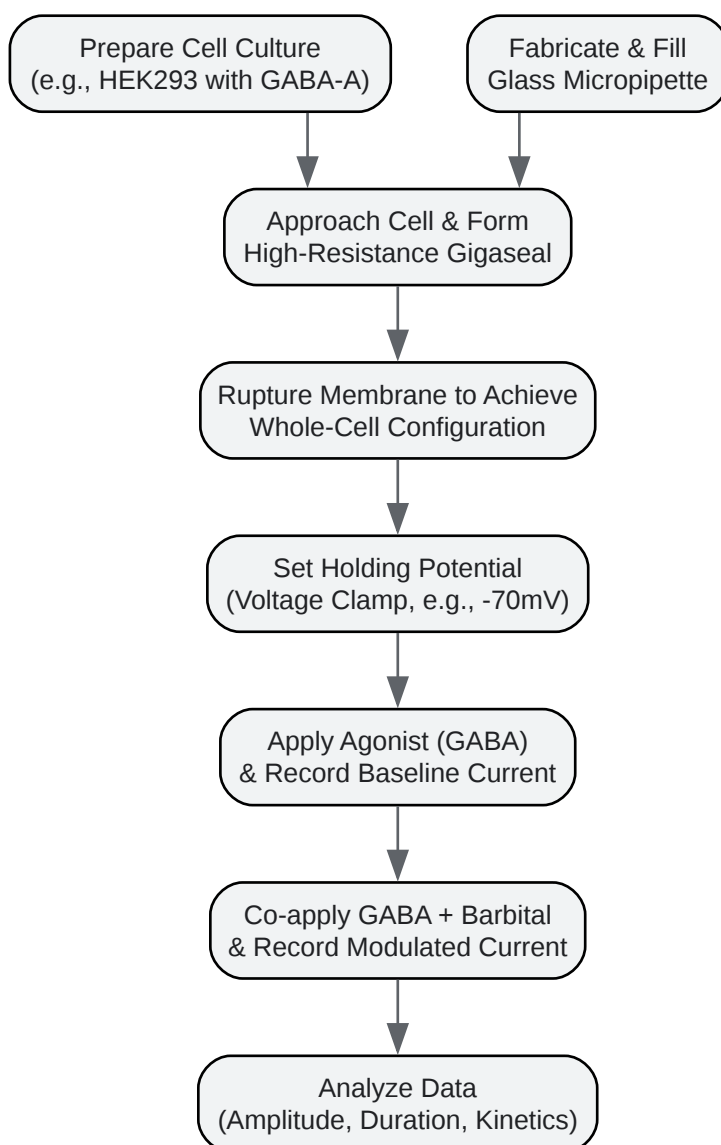 Prepare Cell Culture
(e.g., HEK293 with GABA-A)
Fabricate & Fill
Glass Micropipette
Approach Cell & Form
High-Resistance Gigaseal
Rupture Membrane to Achieve
Whole-Cell Configuration
Set Holding Potential
(Voltage Clamp, e.g., -70mV)
Apply Agonist (GABA)
& Record Baseline Current
Co-apply GABA + Barbital
& Record Modulated Current
Analyze Data
(Amplitude, Duration, Kinetics)